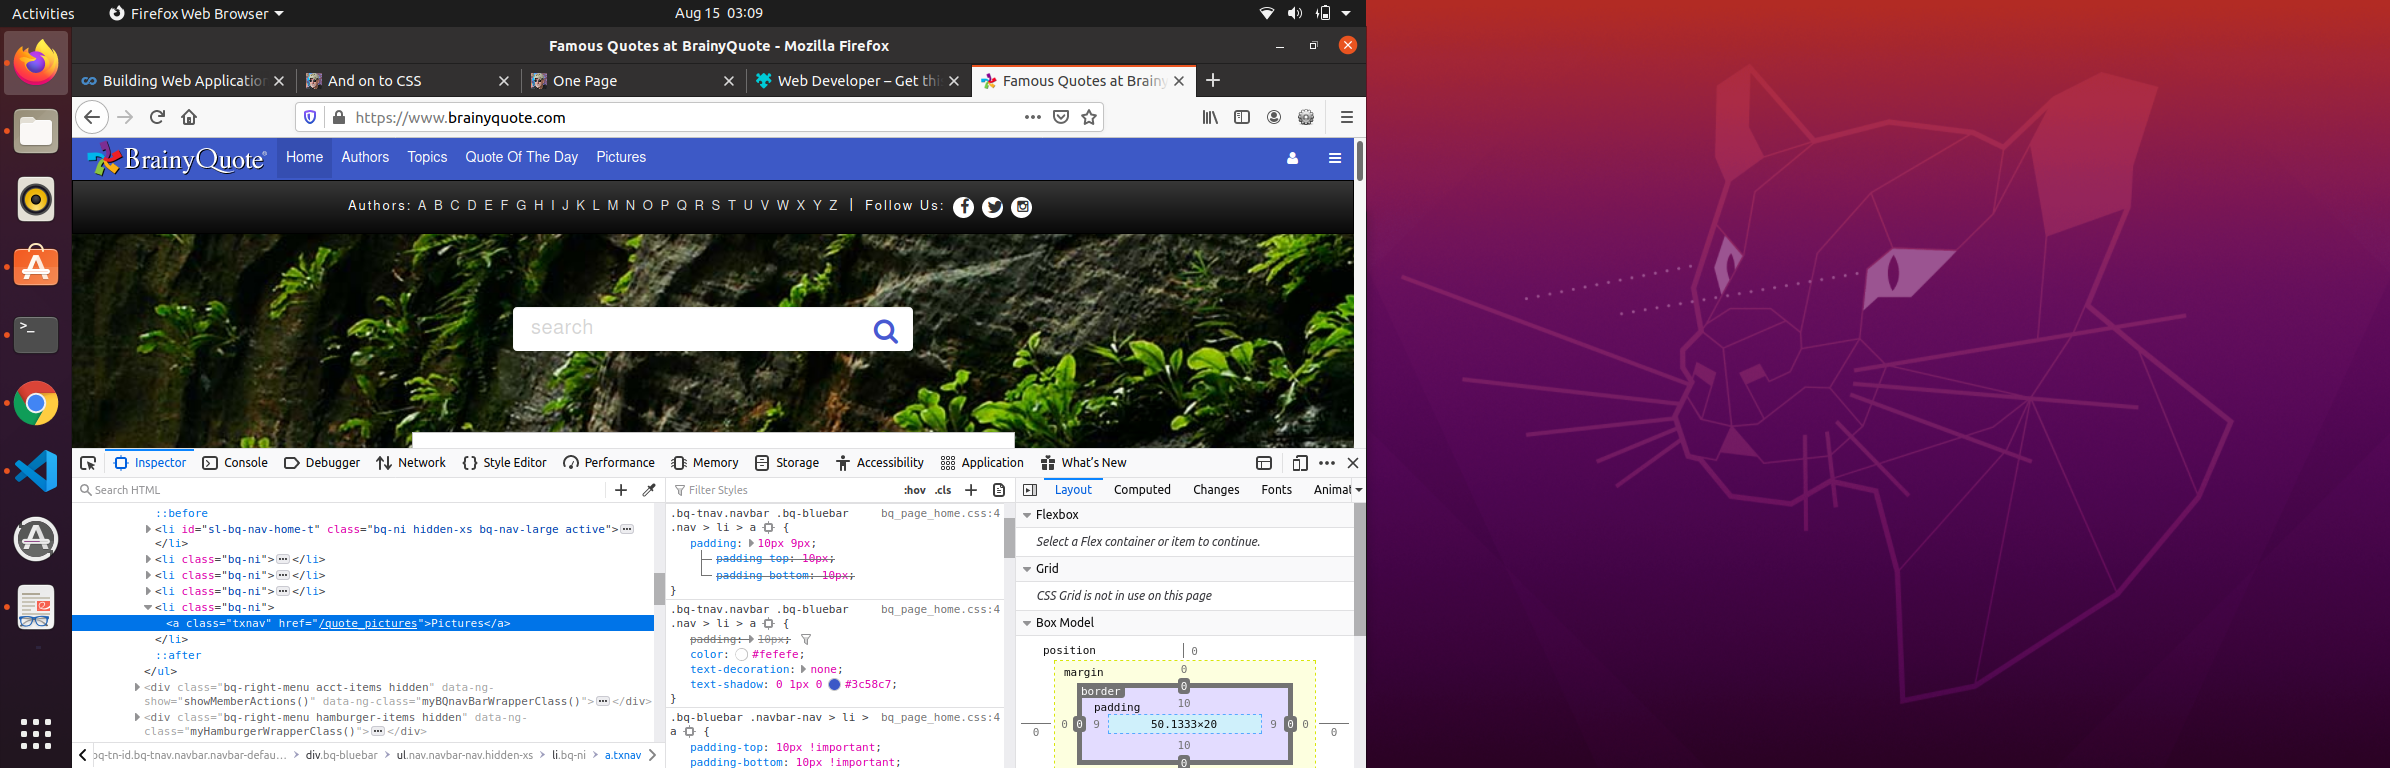 Activities
Firefox Web Browser
Aug 15 03:09
Famous Quotes at BrainyQuote - Mozilla Firefox
Building Web Application
And on to CSS
One Page
Web Developer – Get thi
Famous Quotes at Brainy
https://www.brainyquote.com
BrainyQuote®
Home
Authors
Topics
Quote Of The Day
Pictures
Authors: A B C D E F G H I J K L M N O P Q R S T U V W X Y Z | Follow Us:
search
Inspector
Console
Debugger
Network
Style Editor
Performance
Memory
Storage
Accessibility
Application
What's New
Search HTML
::before
<li id="sl-bq-nav-home-t" class="bq-ni hidden-xs bq-nav-large active">
</li>
<li class="bq-ni"></li>
<li class="bq-ni"></li>
<li class="bq-ni"></li>
<li class="bq-ni">
<a class="txnav" href="/quote_pictures">Pictures</a>
</li>
::after
</ul>
<div class="bq-right-menu acct-items hidden" data-ng-
show="showMemberActions()" data-ng-class="myBQnavBarWrapperClass()"></div>
<div class="bq-right-menu hamburger-items hidden" data-ng-
class="myHamburgerWrapperClass()"></div>
bq-tn-id.bq-tnav.navbar.navbar-defau...
div.bq-bluebar
ul.nav.navbar-nav.hidden-xs
li.bq-ni
a.txnav
Filter Styles
:hov
.cls
.bq-tnav.navbar .bq-bluebar bq_page_home.css:4
.nav > li > a {
padding: 10px 9px;
padding-top: 10px;
padding-bottom: 10px;
}
.bq-tnav.navbar .bq-bluebar bq_page_home.css:4
.nav > li > a {
padding: 10px;
color: #fefefe;
text-decoration: none;
text-shadow: 0 1px 0 #3c58c7;
}
.bq-bluebar .navbar-nav > li > bq_page_home.css:4
a {
padding-top: 10px !important;
padding-bottom: 10px !important;
Layout
Computed
Changes
Fonts
Animat
Flexbox
Select a Flex container or item to continue.
Grid
CSS Grid is not in use on this page
Box Model
position
0
margin
0
border
0
padding
10
0 0 9 50.1333×20 9 0 0
0 0
10
0